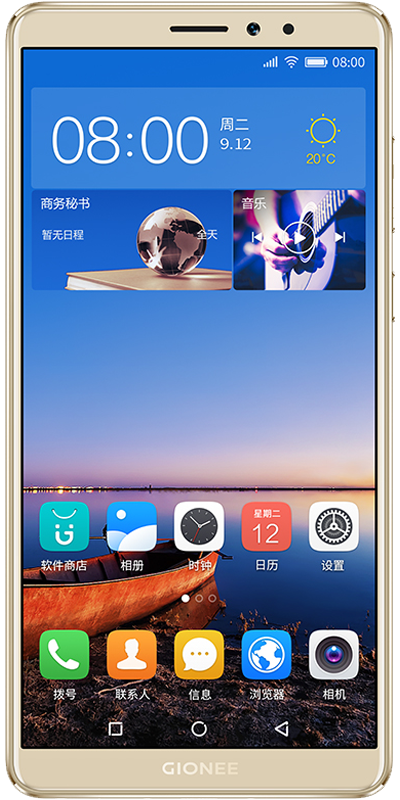 08:00
08:00
周二
9.12
20°C
商务秘书
音乐
暂无日程
全天
星期二
12
软件商店
相册
时钟
日历
设置
拨号
联系人
信息
浏览器
相机
GIONEE